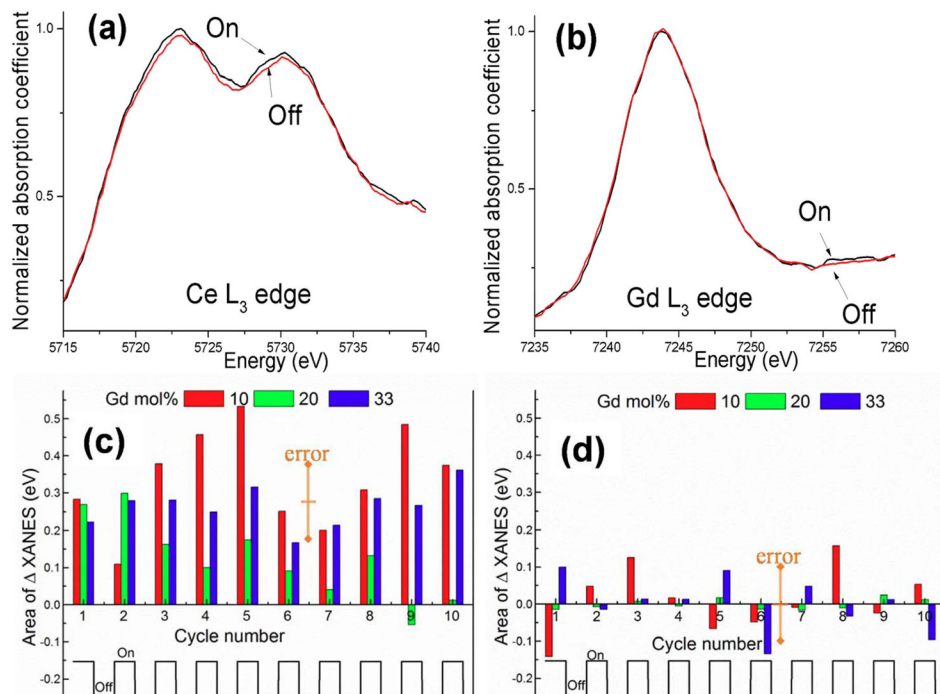 (a)
On
Off
Ce L3 edge
Normalized absorption coefficient
1.0
0.5
5715 5720 5725 5730 5735 5740
Energy (eV)
(b)
On
Off
Gd L3 edge
Normalized absorption coefficient
1.0
0.5
7235 7240 7245 7250 7255 7260
Energy (eV)
Gd mol% 10 20 33
(c)
error
Area of Δ XANES (eV)
0.5
0.4
0.3
0.2
0.1
0.0
-0.1
-0.2
1 2 3 4 5 6 7 8 9 10
Cycle number
On
Off
Gd mol% 10 20 33
(d)
error
Area of Δ XANES (eV)
0.5
0.4
0.3
0.2
0.1
0.0
-0.1
-0.2
1 2 3 4 5 6 7 8 9 10
Cycle number
On
Off